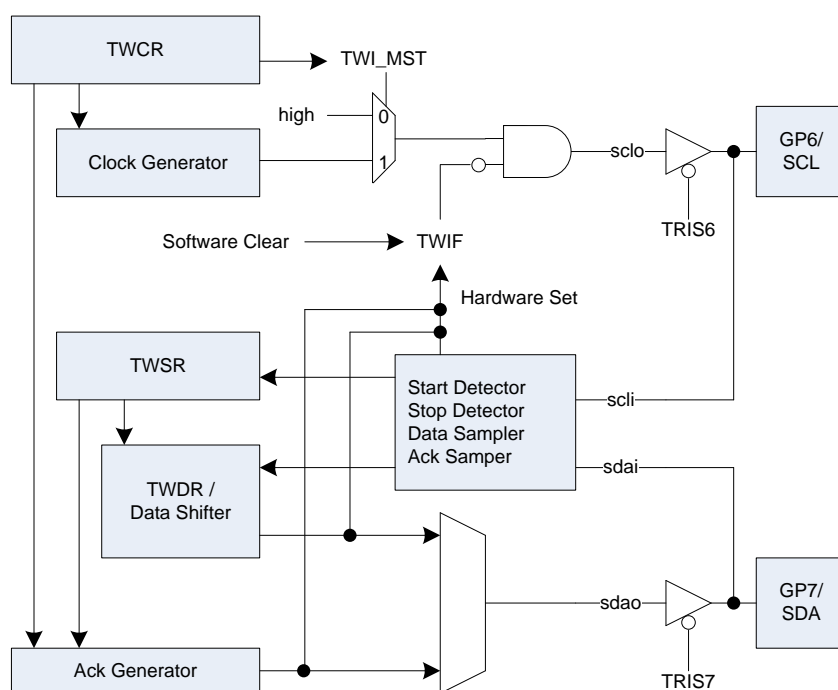 TWCR
TWI_MST
high
0
1
Clock Generator
sclo
GP6/
SCL
TRIS6
Software Clear
TWIF
Hardware Set
TWSR
Start Detector
Stop Detector
Data Sampler
Ack Samper
scli
sdai
TWDR /
Data Shifter
sdao
GP7/
SDA
Ack Generator
TRIS7